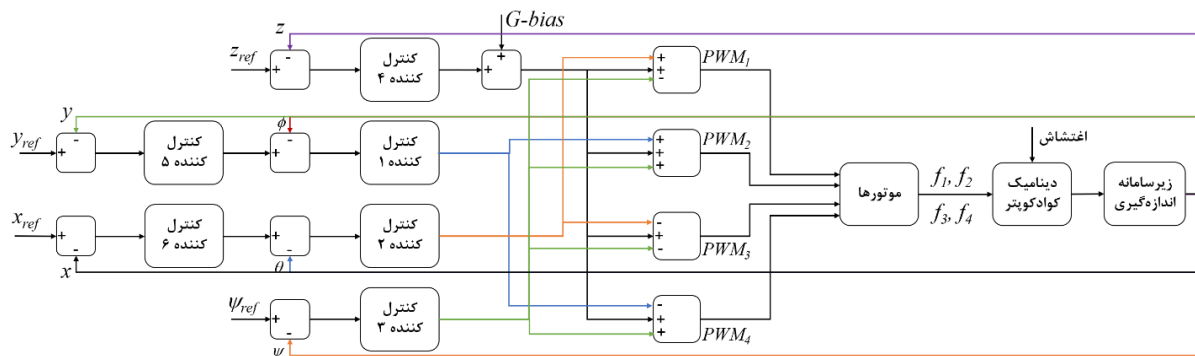 G-bias
z
z_ref
کنترل
کننده ۴
PWM_1
y
y_ref
کنترل
کننده ۵
ϕ
کنترل
کننده ۱
PWM_2
اغتشاش
موتورها
f_1, f_2
f_3, f_4
دینامیک
کوادکوپتر
زیرسامانه
اندازه‌گیری
x_ref
x
کنترل
کننده ۶
θ
کنترل
کننده ۲
PWM_3
ψ_ref
ψ
کنترل
کننده ۳
PWM_4